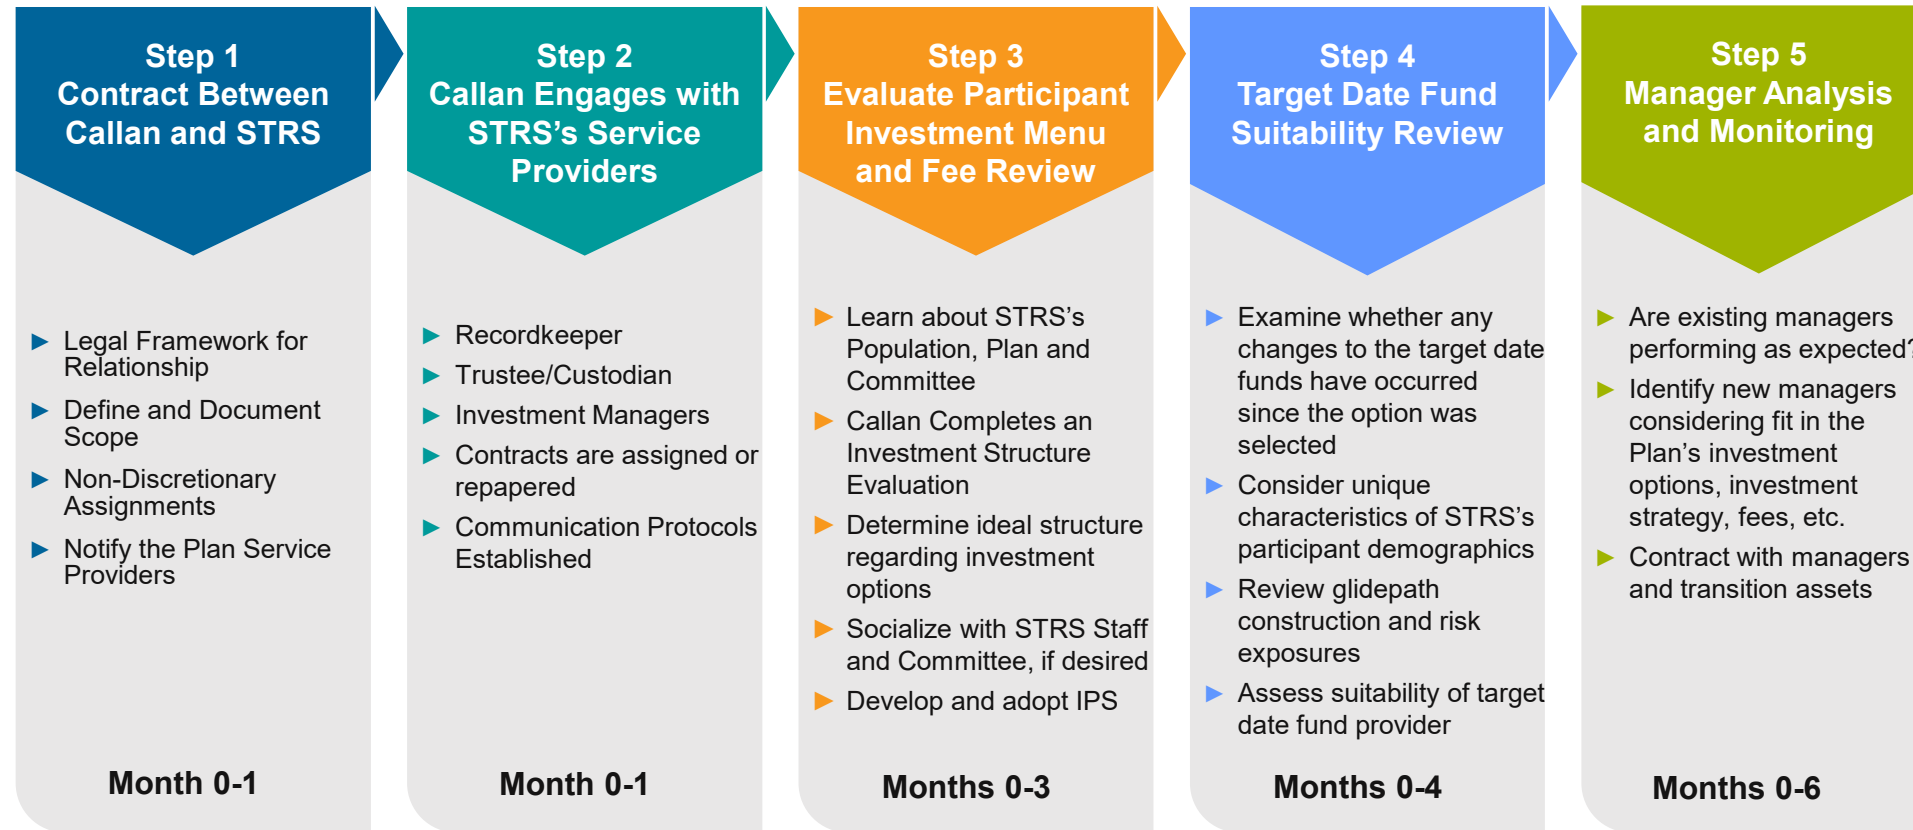 Step 1
Contract Between
Callan and STRS
Legal Framework for
Relationship
Define and Document
Scope
Non-Discretionary
Assignments
Notify the Plan Service
Providers
Month 0-1
Step 2
Callan Engages with
STRS's Service
Providers
Recordkeeper
Trustee/Custodian
Investment Managers
Contracts are assigned or
repapered
Communication Protocols
Established
Month 0-1
Step 3
Evaluate Participant
Investment Menu
and Fee Review
Learn about STRS's
Population, Plan and
Committee
Callan Completes an
Investment Structure
Evaluation
Determine ideal structure
regarding investment
options
Socialize with STRS Staff
and Committee, if desired
Develop and adopt IPS
Months 0-3
Step 4
Target Date Fund
Suitability Review
Examine whether any
changes to the target date
funds have occurred
since the option was
selected
Consider unique
characteristics of STRS's
participant demographics
Review glidepath
construction and risk
exposures
Assess suitability of target
date fund provider
Months 0-4
Step 5
Manager Analysis
and Monitoring
Are existing managers
performing as expected?
Identify new managers
considering fit in the
Plan's investment
options, investment
strategy, fees, etc.
Contract with managers
and transition assets
Months 0-6